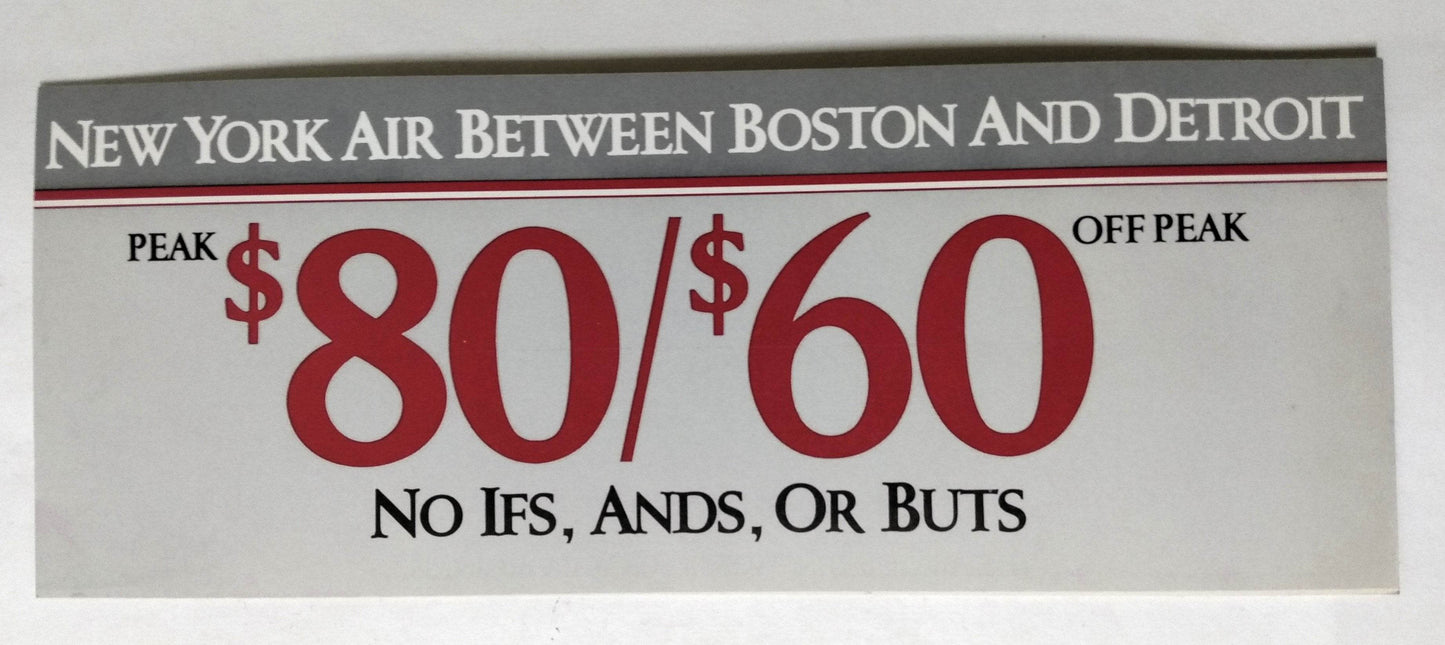 NEW YORK AIR BETWEEN BOSTON AND DETROIT
PEAK $80/$60 OFF PEAK
NO IFS, ANDS, OR BUTS